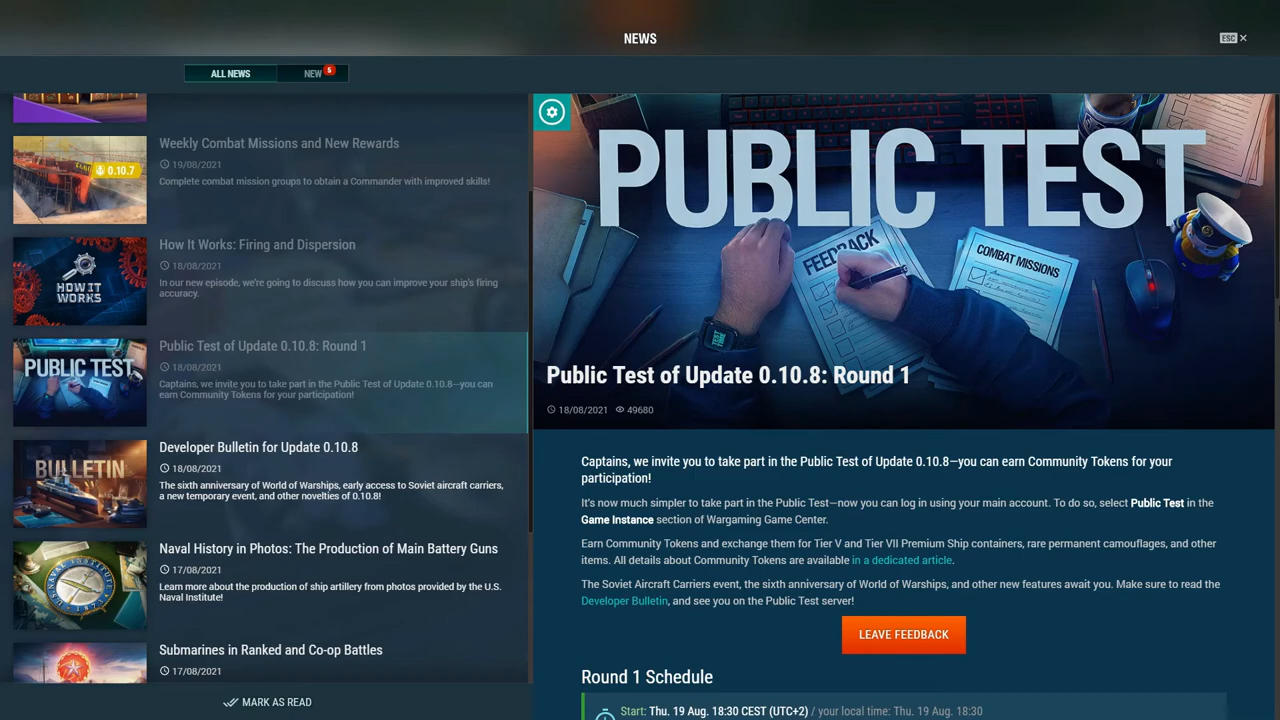 NEWS
ESC ×
ALL NEWS
NEW
5
Weekly Combat Missions and New Rewards
19/08/2021
Complete combat mission groups to obtain a Commander with improved skills!
0.10.7
How It Works: Firing and Dispersion
18/08/2021
In our new episode, we're going to discuss how you can improve your ship's firing
accuracy.
HOW IT
WORKS
Public Test of Update 0.10.8: Round 1
18/08/2021
Captains, we invite you to take part in the Public Test of Update 0.10.8—you can
earn Community Tokens for your participation!
PUBLIC TEST
Developer Bulletin for Update 0.10.8
18/08/2021
The sixth anniversary of World of Warships, early access to Soviet aircraft carriers,
a new temporary event, and other novelties of 0.10.8!
BULLETIN
Naval History in Photos: The Production of Main Battery Guns
17/08/2021
Learn more about the production of ship artillery from photos provided by the U.S.
Naval Institute!
NAVAL INSTITUTE
Submarines in Ranked and Co-op Battles
17/08/2021
MARK AS READ
PUBLIC TEST
FEEDBACK
COMBAT MISSIONS
Public Test of Update 0.10.8: Round 1
18/08/2021 49680
Captains, we invite you to take part in the Public Test of Update 0.10.8—you can earn Community Tokens for your
participation!
It's now much simpler to take part in the Public Test—now you can log in using your main account. To do so, select Public Test in the
Game Instance section of Wargaming Game Center.
Earn Community Tokens and exchange them for Tier V and Tier VII Premium Ship containers, rare permanent camouflages, and other
items. All details about Community Tokens are available in a dedicated article.
The Soviet Aircraft Carriers event, the sixth anniversary of World of Warships, and other new features await you. Make sure to read the
Developer Bulletin, and see you on the Public Test server!
LEAVE FEEDBACK
Round 1 Schedule
Start: Thu. 19 Aug. 18:30 CEST (UTC+2) / your local time: Thu. 19 Aug. 18:30